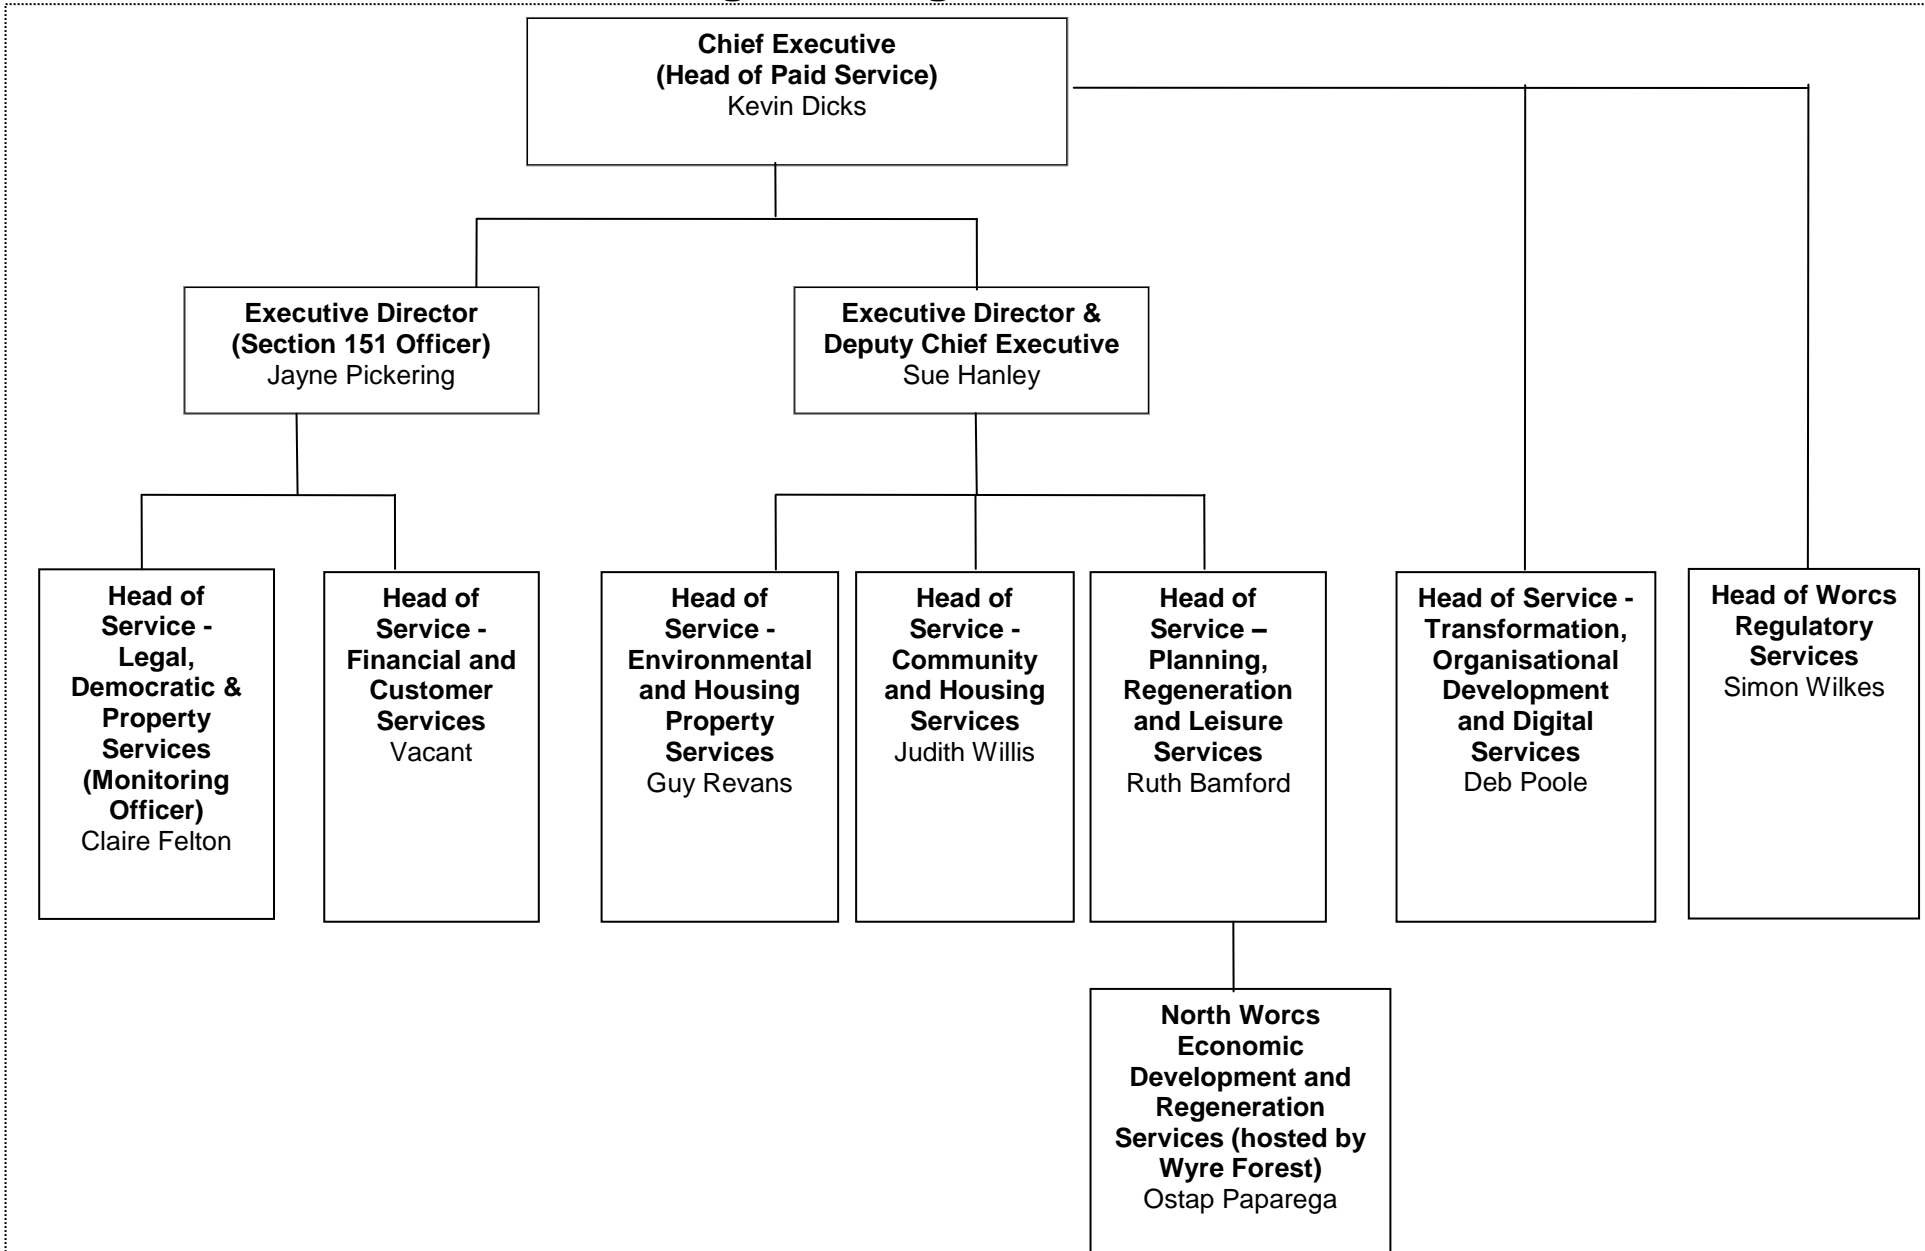 Chief Executive
(Head of Paid Service)
Kevin Dicks
Executive Director
(Section 151 Officer)
Jayne Pickering
Executive Director &
Deputy Chief Executive
Sue Hanley
Head of
Service -
Legal,
Democratic &
Property
Services
(Monitoring
Officer)
Claire Felton
Head of
Service -
Financial and
Customer
Services
Vacant
Head of
Service -
Environmental
and Housing
Property
Services
Guy Revans
Head of
Service -
Community
and Housing
Services
Judith Willis
Head of
Service –
Planning,
Regeneration
and Leisure
Services
Ruth Bamford
Head of Service -
Transformation,
Organisational
Development
and Digital
Services
Deb Poole
Head of Worcs
Regulatory
Services
Simon Wilkes
North Worcs
Economic
Development and
Regeneration
Services (hosted by
Wyre Forest)
Ostap Paparega